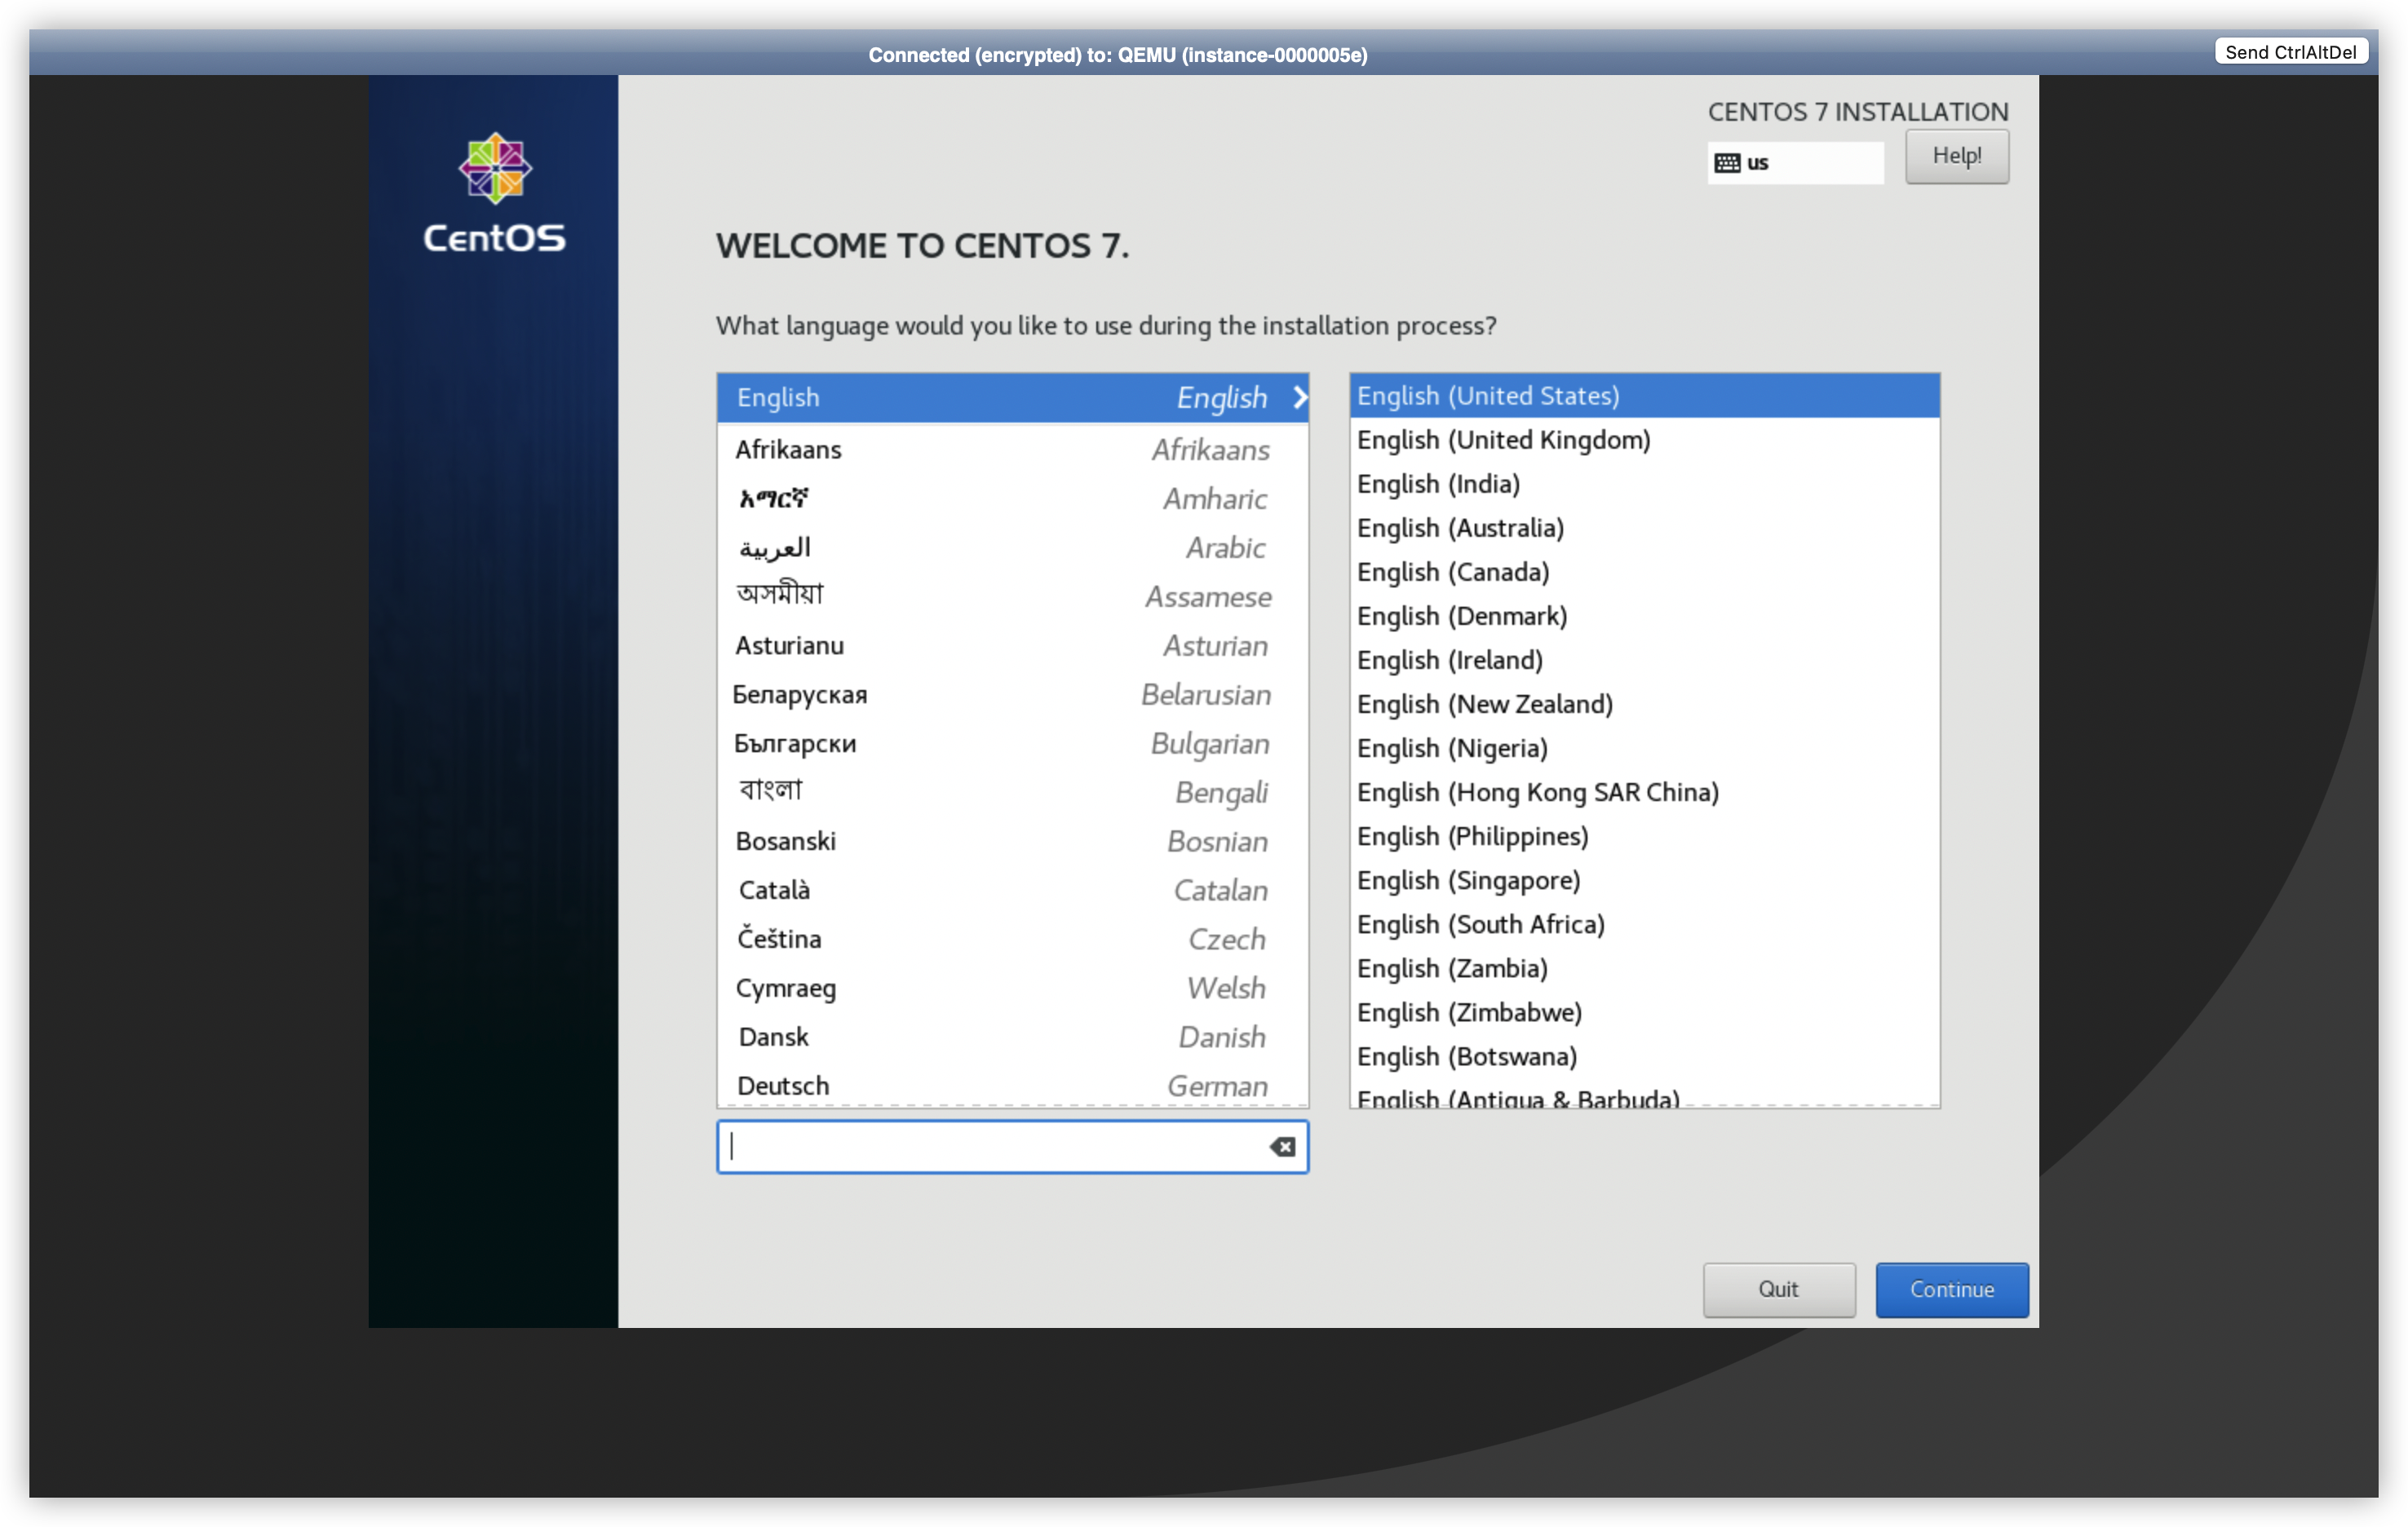 Connected (encrypted) to: QEMU (instance-0000005e)
Send CtrlAltDel
CentOS
CENTOS 7 INSTALLATION
us
Help!
WELCOME TO CENTOS 7.
What language would you like to use during the installation process?
English English
Afrikaans Afrikaans
አማርኛ Amharic
العربية Arabic
অসমীয়া Assamese
Asturianu Asturian
Беларуская Belarusian
Български Bulgarian
বাংলা Bengali
Bosanski Bosnian
Català Catalan
Čeština Czech
Cymraeg Welsh
Dansk Danish
Deutsch German
English (United States)
English (United Kingdom)
English (India)
English (Australia)
English (Canada)
English (Denmark)
English (Ireland)
English (New Zealand)
English (Nigeria)
English (Hong Kong SAR China)
English (Philippines)
English (Singapore)
English (South Africa)
English (Zambia)
English (Zimbabwe)
English (Botswana)
English (Antigua & Barbuda)
Quit
Continue